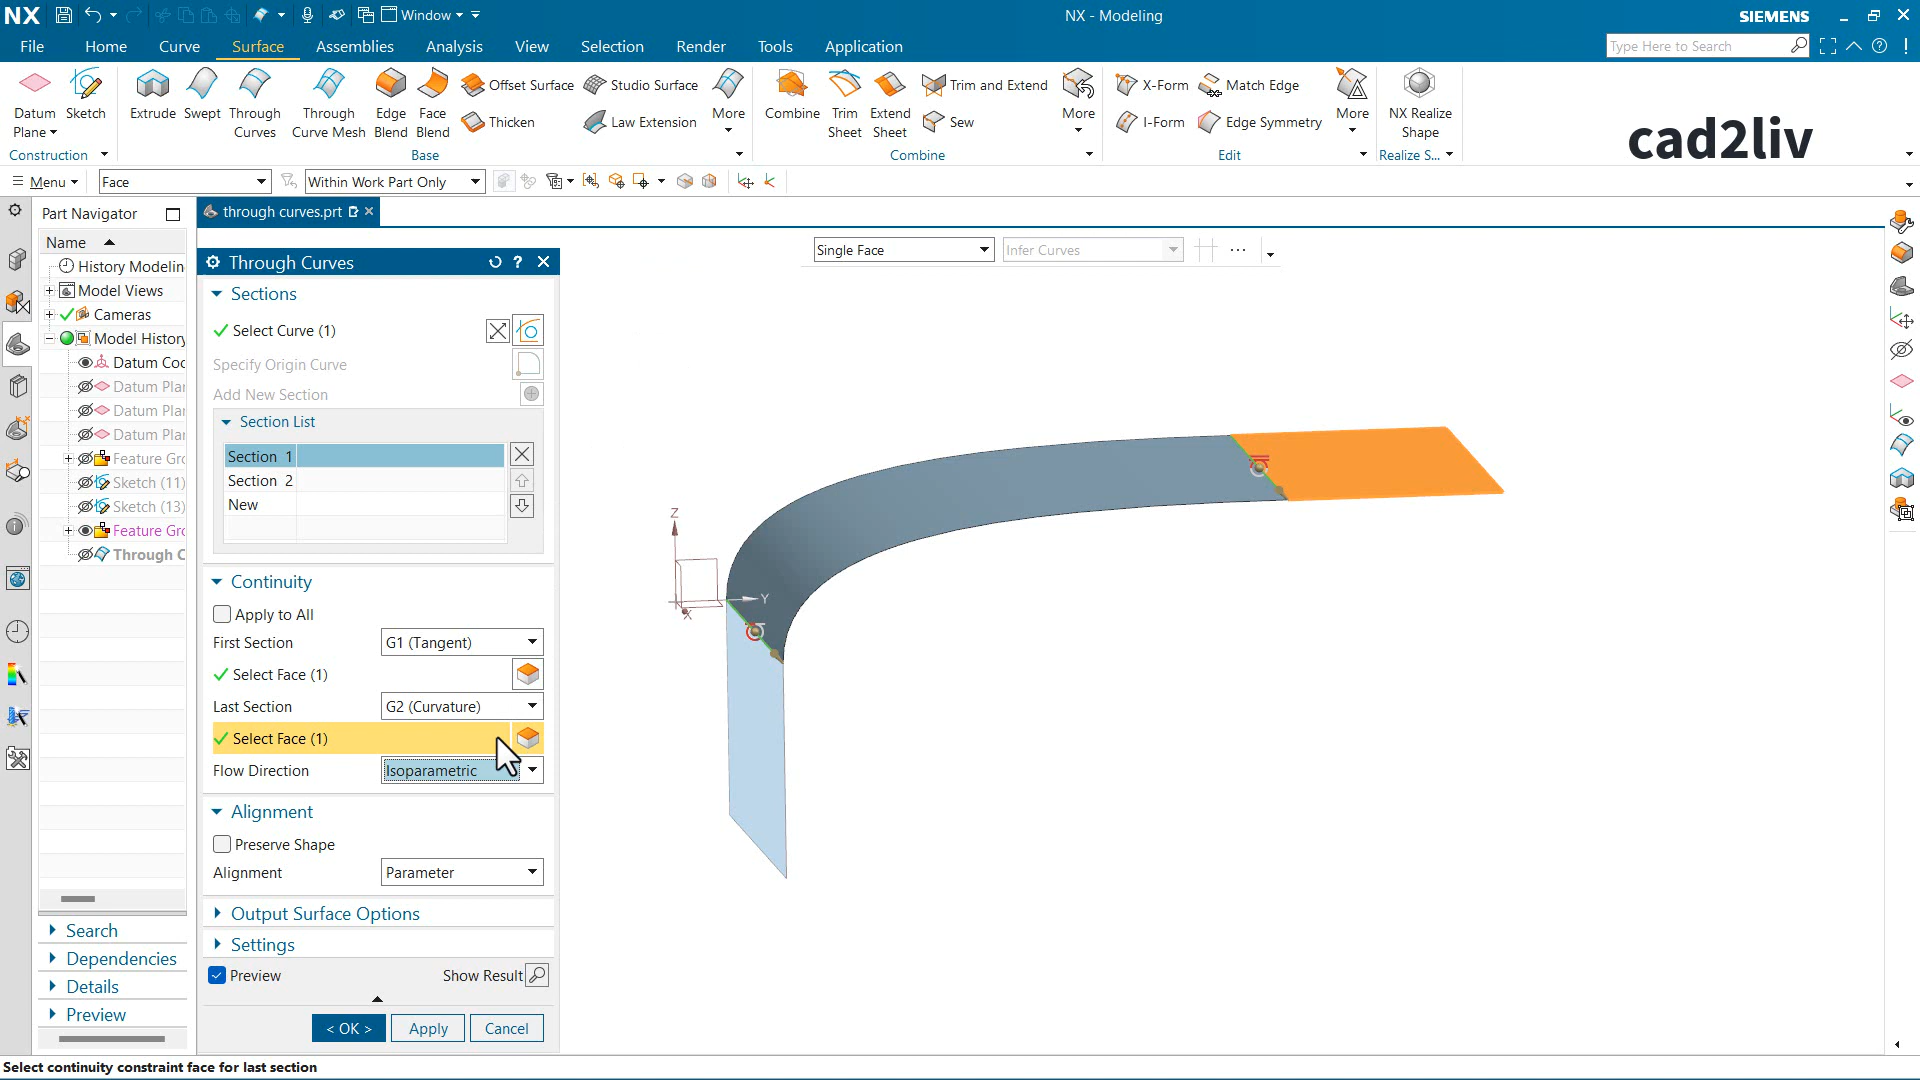 NX
Window
NX - Modeling
SIEMENS
File
Home
Curve
Surface
Assemblies
Analysis
View
Selection
Render
Tools
Application
Type Here to Search
Datum Plane
Sketch
Extrude
Swept
Through Curves
Through Curve Mesh
Edge Blend
Face Blend
Offset Surface
Thicken
Studio Surface
Law Extension
More
Combine
Trim Sheet
Extend Sheet
Trim and Extend
Sew
More
X-Form
I-Form
Match Edge
Edge Symmetry
More
NX Realize Shape
cad2liv
Construction
Base
Combine
Edit
Realize S...
Menu
Face
Within Work Part Only
Part Navigator
through curves.prt
Name
History Modelin
Model Views
Cameras
Model History
Datum Coo
Datum Plan
Datum Plan
Datum Plan
Feature Gro
Sketch (11)
Sketch (13)
Feature Gro
Through C
Search
Dependencies
Details
Preview
Single Face
Infer Curves
Through Curves
Sections
Select Curve (1)
Specify Origin Curve
Add New Section
Section List
Section 1
Section 2
New
Continuity
Apply to All
First Section
G1 (Tangent)
Select Face (1)
Last Section
G2 (Curvature)
Select Face (1)
Flow Direction
Isoparametric
Alignment
Preserve Shape
Alignment
Parameter
Output Surface Options
Settings
Preview
Show Result
< OK >
Apply
Cancel
Z
Y
X
Select continuity constraint face for last section